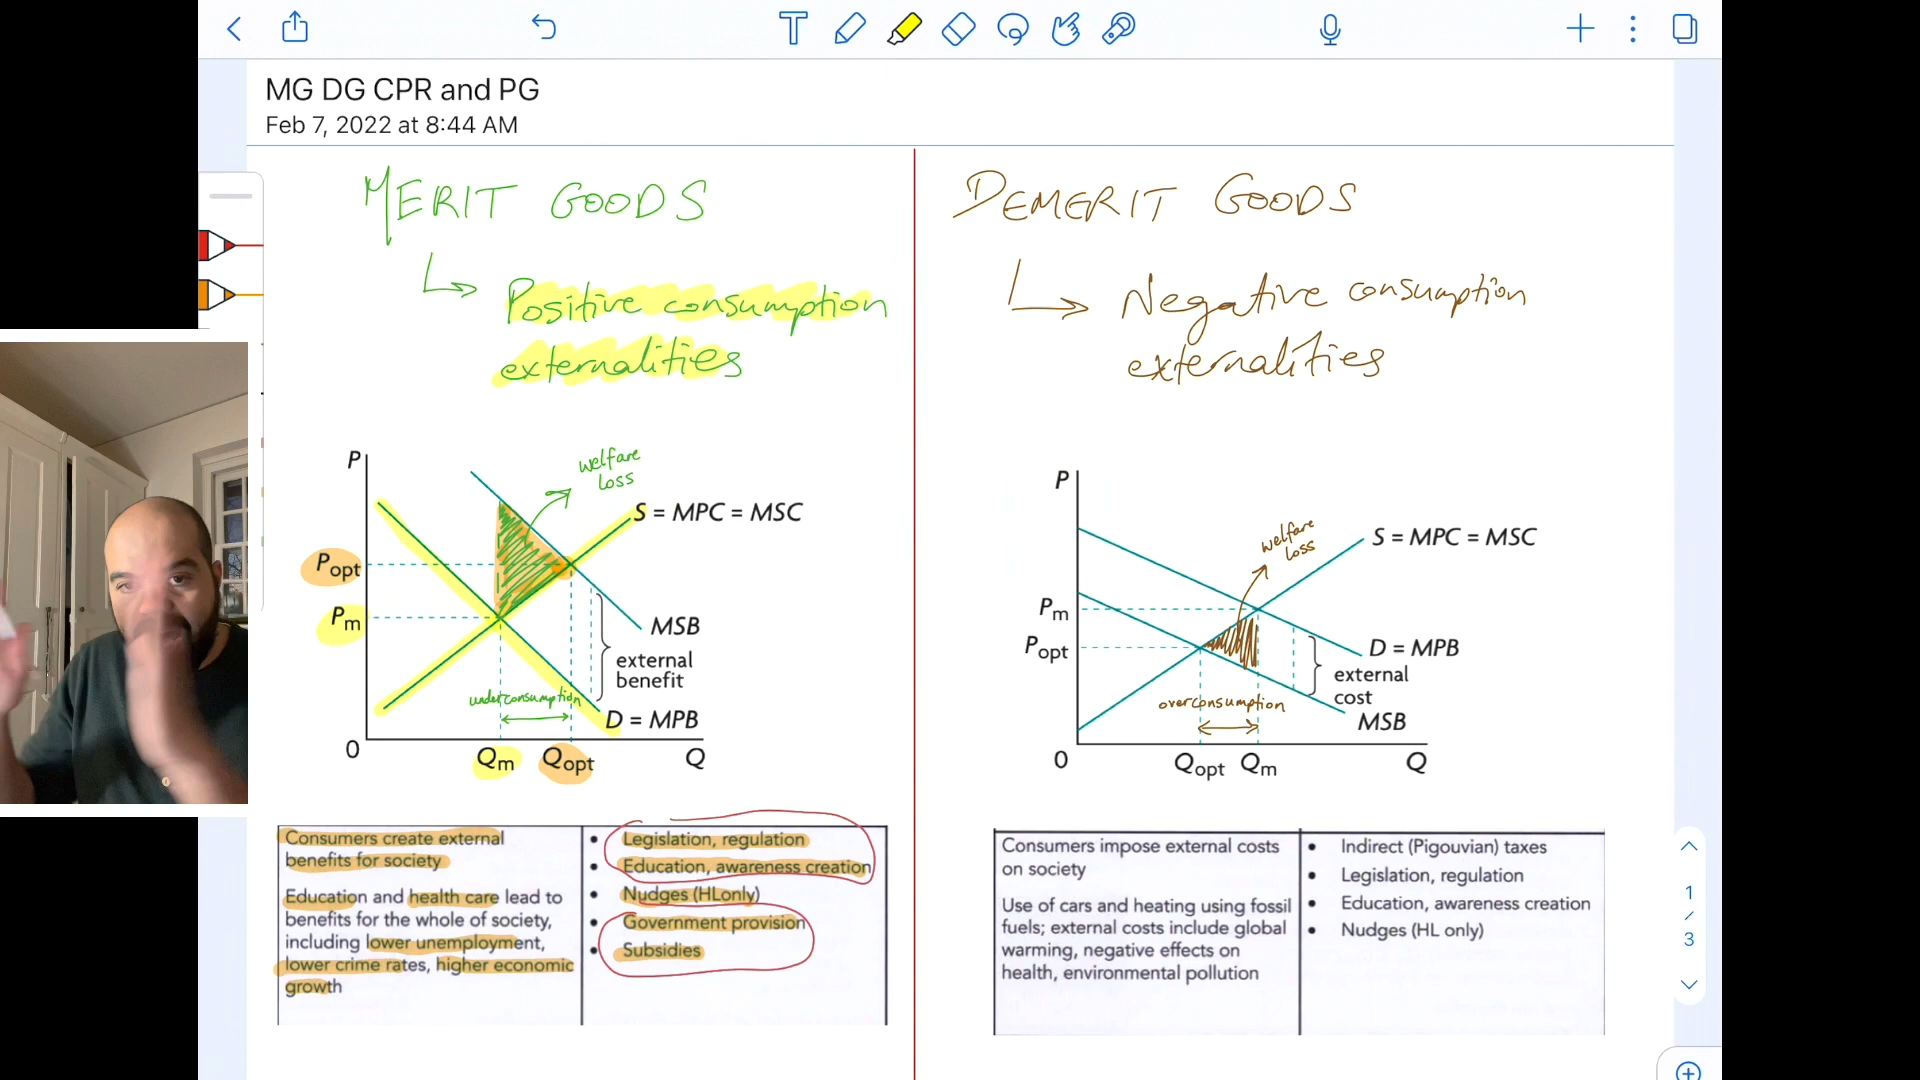 MG DG CPR and PG
Feb 7, 2022 at 8:44 AM
MERIT GOODS
Positive consumption
externalities
P
welfare
loss
S = MPC = MSC
Popt
Pm
MSB
external
benefit
underconsumption
D = MPB
0
Qm
Qopt
Q
Consumers create external
benefits for society
Education and health care lead to
benefits for the whole of society,
including lower unemployment,
lower crime rates, higher economic
growth
• Legislation, regulation
• Education, awareness creation
• Nudges (HLonly)
• Government provision
• Subsidies
DEMERIT GOODS
Negative consumption
externalities
P
welfare
loss
S = MPC = MSC
Pm
Popt
D = MPB
external
cost
overconsumption
MSB
0
Qopt
Qm
Q
Consumers impose external costs
on society
Use of cars and heating using fossil
fuels; external costs include global
warming, negative effects on
health, environmental pollution
• Indirect (Pigouvian) taxes
• Legislation, regulation
• Education, awareness creation
• Nudges (HL only)
1
/
3